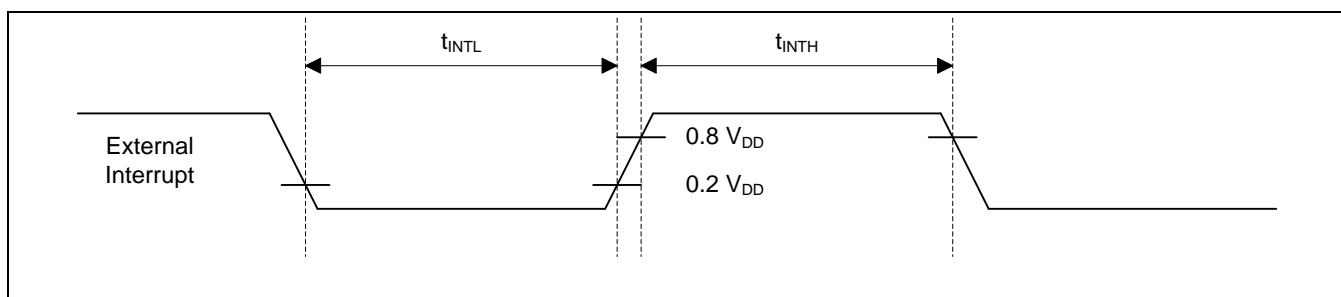 tINTL
tINTH
External
Interrupt
0.8 VDD
0.2 VDD